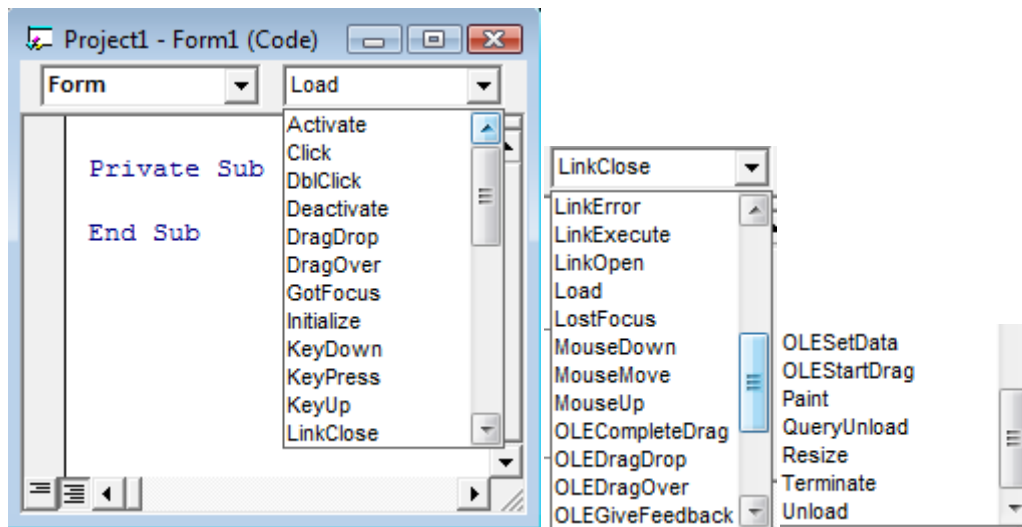 Project1 - Form1 (Code)
Form
Load
Private Sub
End Sub
Activate
Click
DblClick
Deactivate
DragDrop
DragOver
GotFocus
Initialize
KeyDown
KeyPress
KeyUp
LinkClose
LinkClose
LinkError
LinkExecute
LinkOpen
Load
LostFocus
MouseDown
MouseMove
MouseUp
OLECompleteDrag
OLEDragDrop
OLEDragOver
OLEGiveFeedback
OLESetData
OLEStartDrag
Paint
QueryUnload
Resize
Terminate
Unload